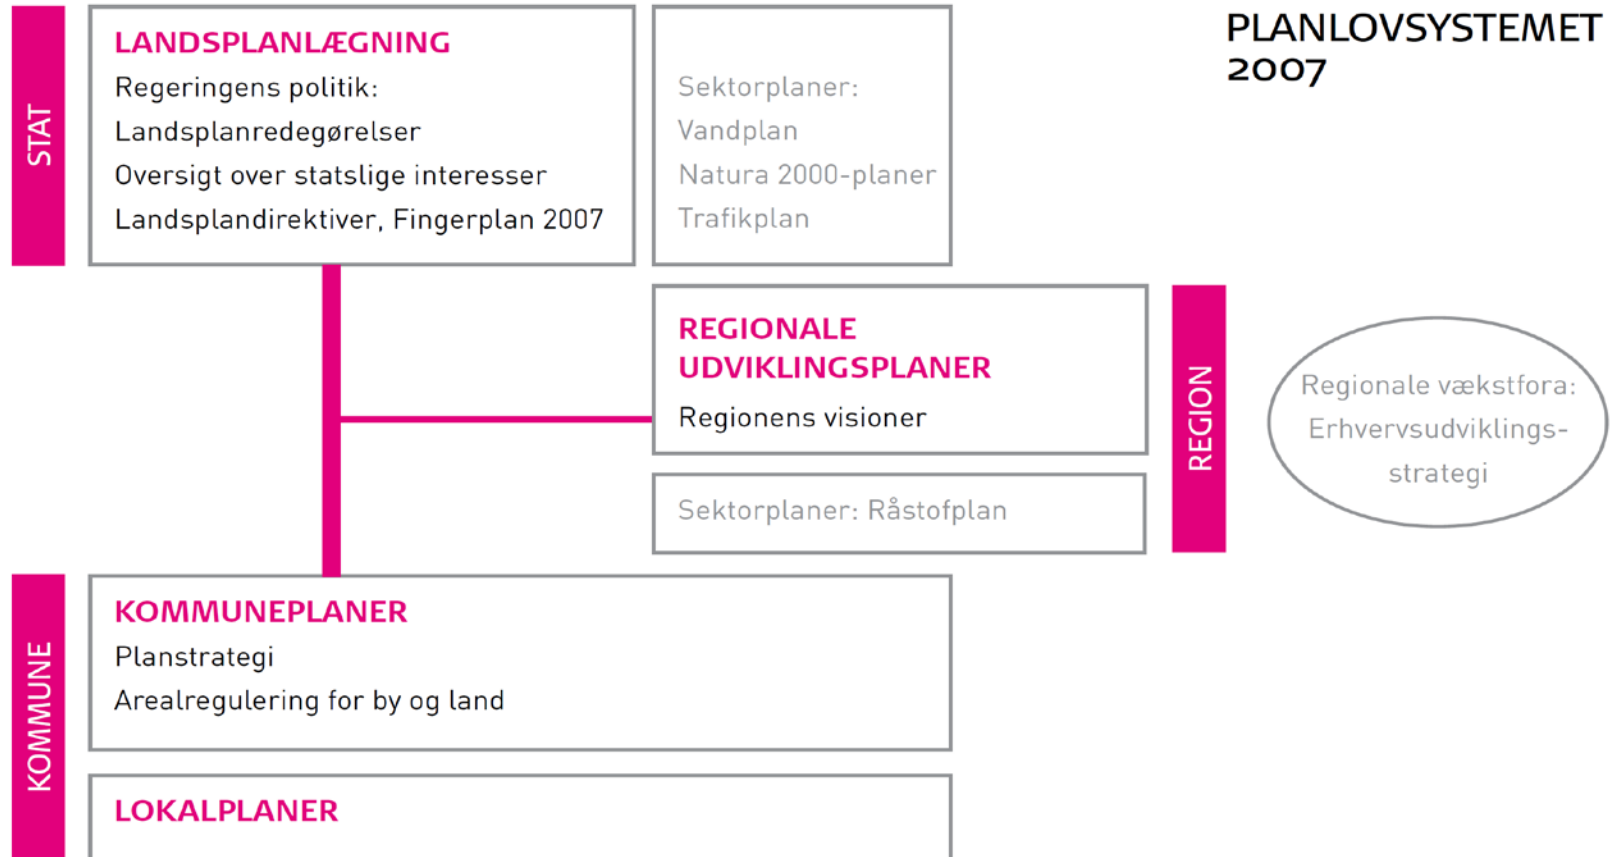 PLANLOVSYSTEMET
2007
STAT
LANDSPLANLÆGNING
Regeringens politik:
Landsplanredegørelser
Oversigt over statslige interesser
Landsplandirektiver, Fingerplan 2007
Sektorplaner:
Vandplan
Natura 2000-planer
Trafikplan
REGIONALE
UDVIKLINGSPLANER
Regionens visioner
Sektorplaner: Råstofplan
REGION
Regionale vækstfora:
Erhvervsudviklings-
strategi
KOMMUNE
KOMMUNEPLANER
Planstrategi
Arealregulering for by og land
LOKALPLANER